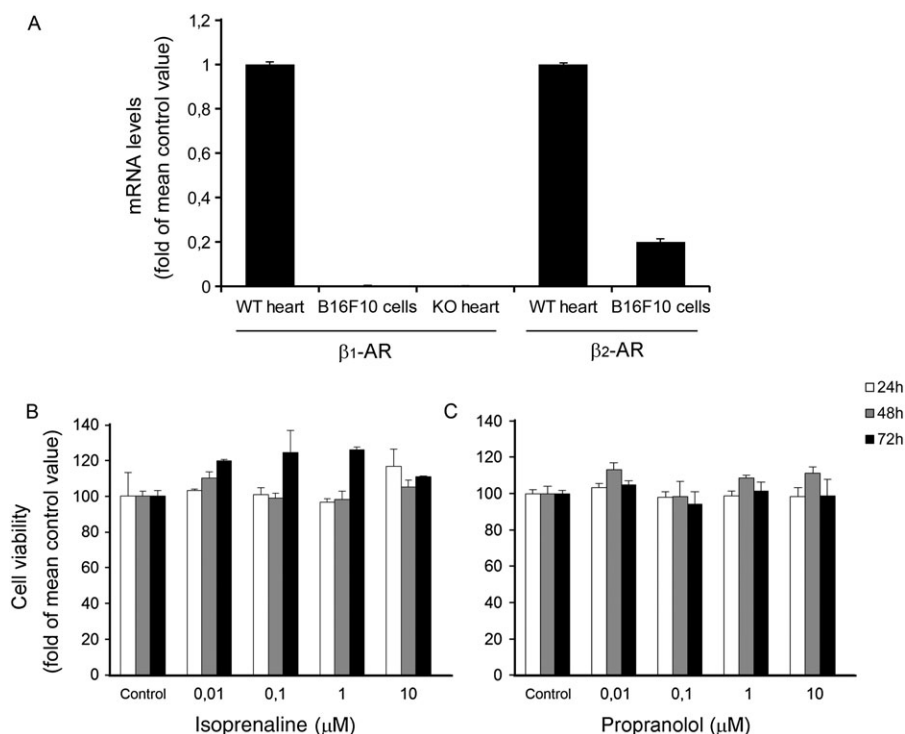 A
mRNA levels
(fold of mean control value)
1,2
1
0,8
0,6
0,4
0,2
0
WT heart B16F10 cells KO heart WT heart B16F10 cells
β1-AR β2-AR
24h
48h
72h
B
Cell viability
(fold of mean control value)
140
120
100
80
60
40
20
0
Control 0,01 0,1 1 10
Isoprenaline (μM)
C
140
120
100
80
60
40
20
0
Control 0,01 0,1 1 10
Propranolol (μM)